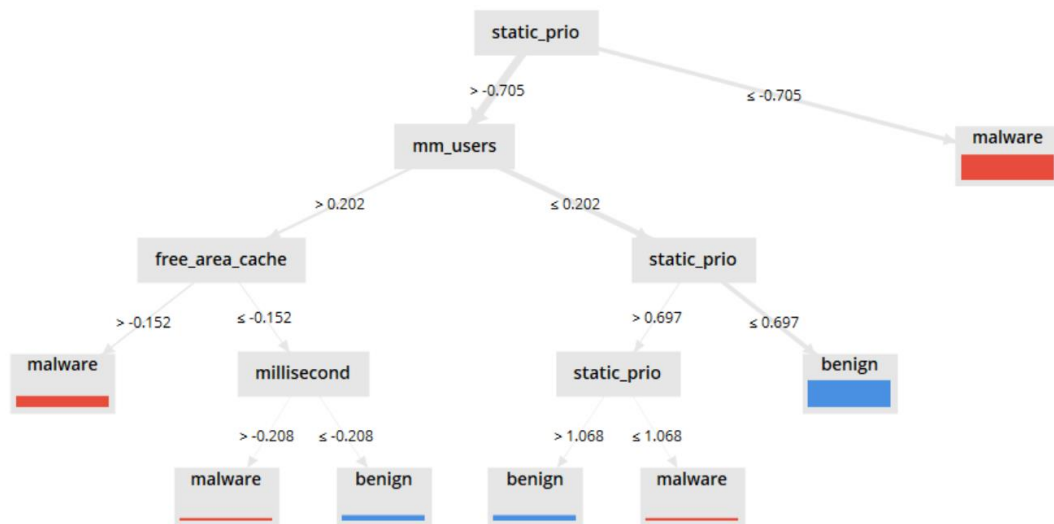 static_prio
> -0.705
≤ -0.705
mm_users
malware
> 0.202
≤ 0.202
free_area_cache
static_prio
> -0.152
≤ -0.152
> 0.697
≤ 0.697
malware
millisecond
static_prio
benign
> -0.208
≤ -0.208
> 1.068
≤ 1.068
malware
benign
benign
malware